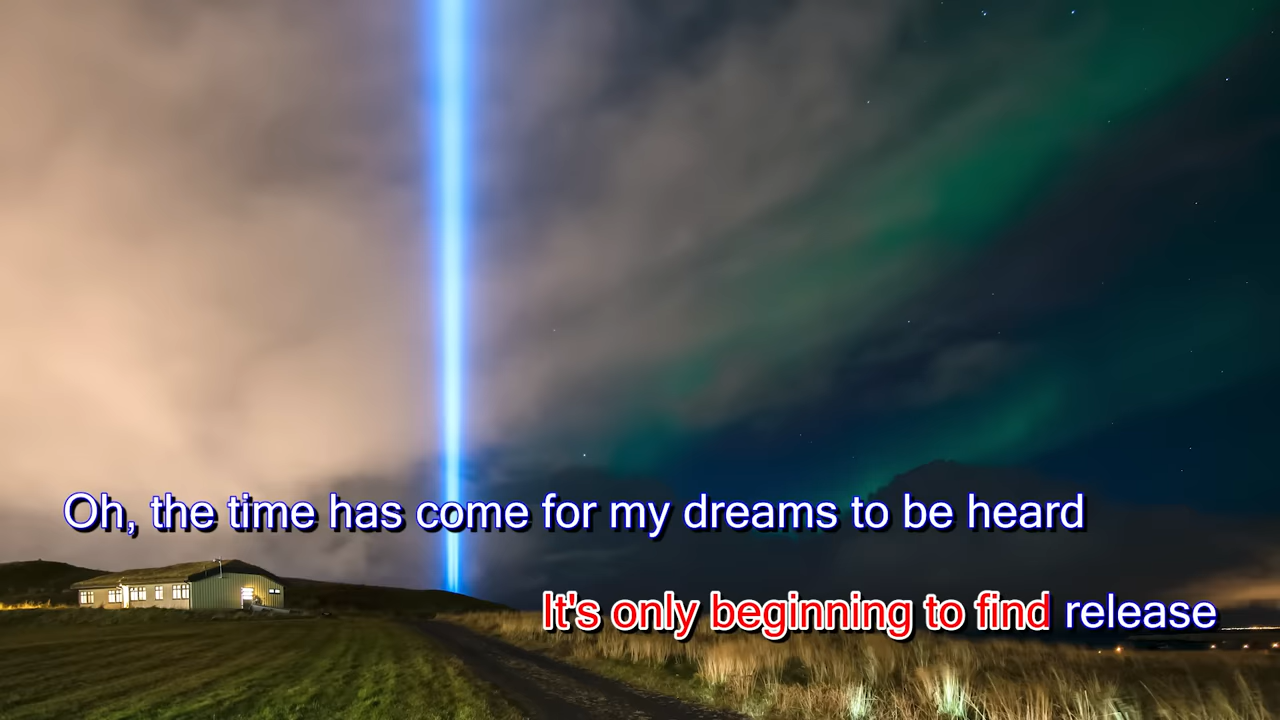 Oh, the time has come for my dreams to be heard
It's only beginning to find release